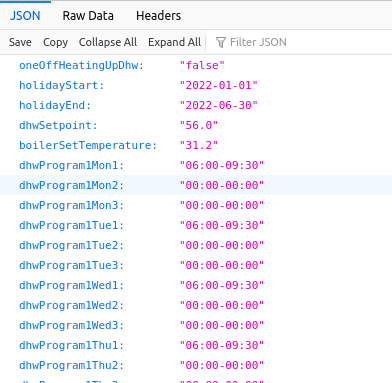 JSON Raw Data Headers
Save Copy Collapse All Expand All Filter JSON
oneOffHeatingUpDhw: "false"
holidayStart: "2022-01-01"
holidayEnd: "2022-06-30"
dhwSetpoint: "56.0"
boilerSetTemperature: "31.2"
dhwProgram1Mon1: "06:00-09:30"
dhwProgram1Mon2: "00:00-00:00"
dhwProgram1Mon3: "00:00-00:00"
dhwProgram1Tue1: "06:00-09:30"
dhwProgram1Tue2: "00:00-00:00"
dhwProgram1Tue3: "00:00-00:00"
dhwProgram1Wed1: "06:00-09:30"
dhwProgram1Wed2: "00:00-00:00"
dhwProgram1Wed3: "00:00-00:00"
dhwProgram1Thu1: "06:00-09:30"
dhwProgram1Thu2: "00:00-00:00"